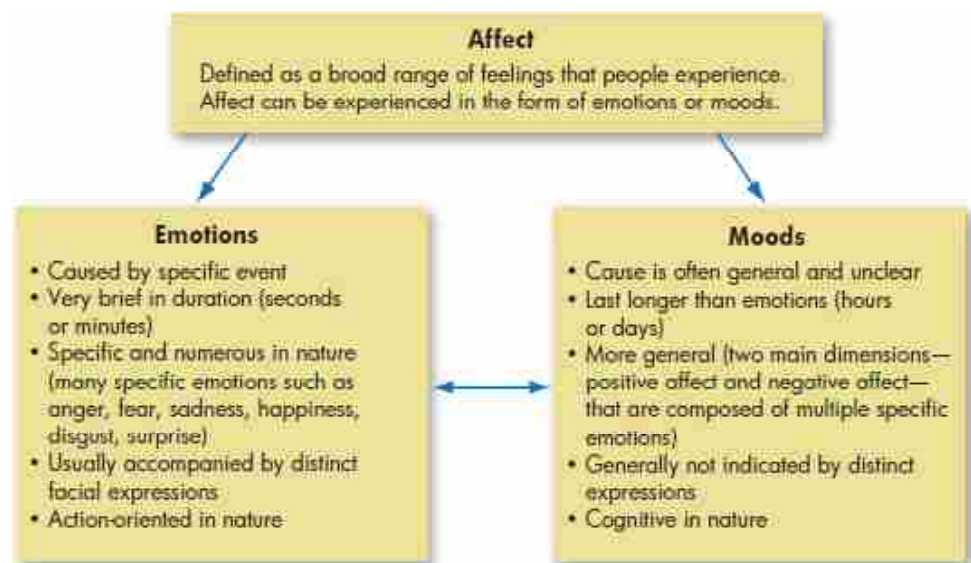 Affect
Defined as a broad range of feelings that people experience.
Affect can be experienced in the form of emotions or moods.
Emotions
• Caused by specific event
• Very brief in duration (seconds
or minutes)
• Specific and numerous in nature
(many specific emotions such as
anger, fear, sadness, happiness,
disgust, surprise)
• Usually accompanied by distinct
facial expressions
• Action-oriented in nature
Moods
• Cause is often general and unclear
• Last longer than emotions (hours
or days)
• More general (two main dimensions—
positive affect and negative affect—
that are composed of multiple specific
emotions)
• Generally not indicated by distinct
expressions
• Cognitive in nature